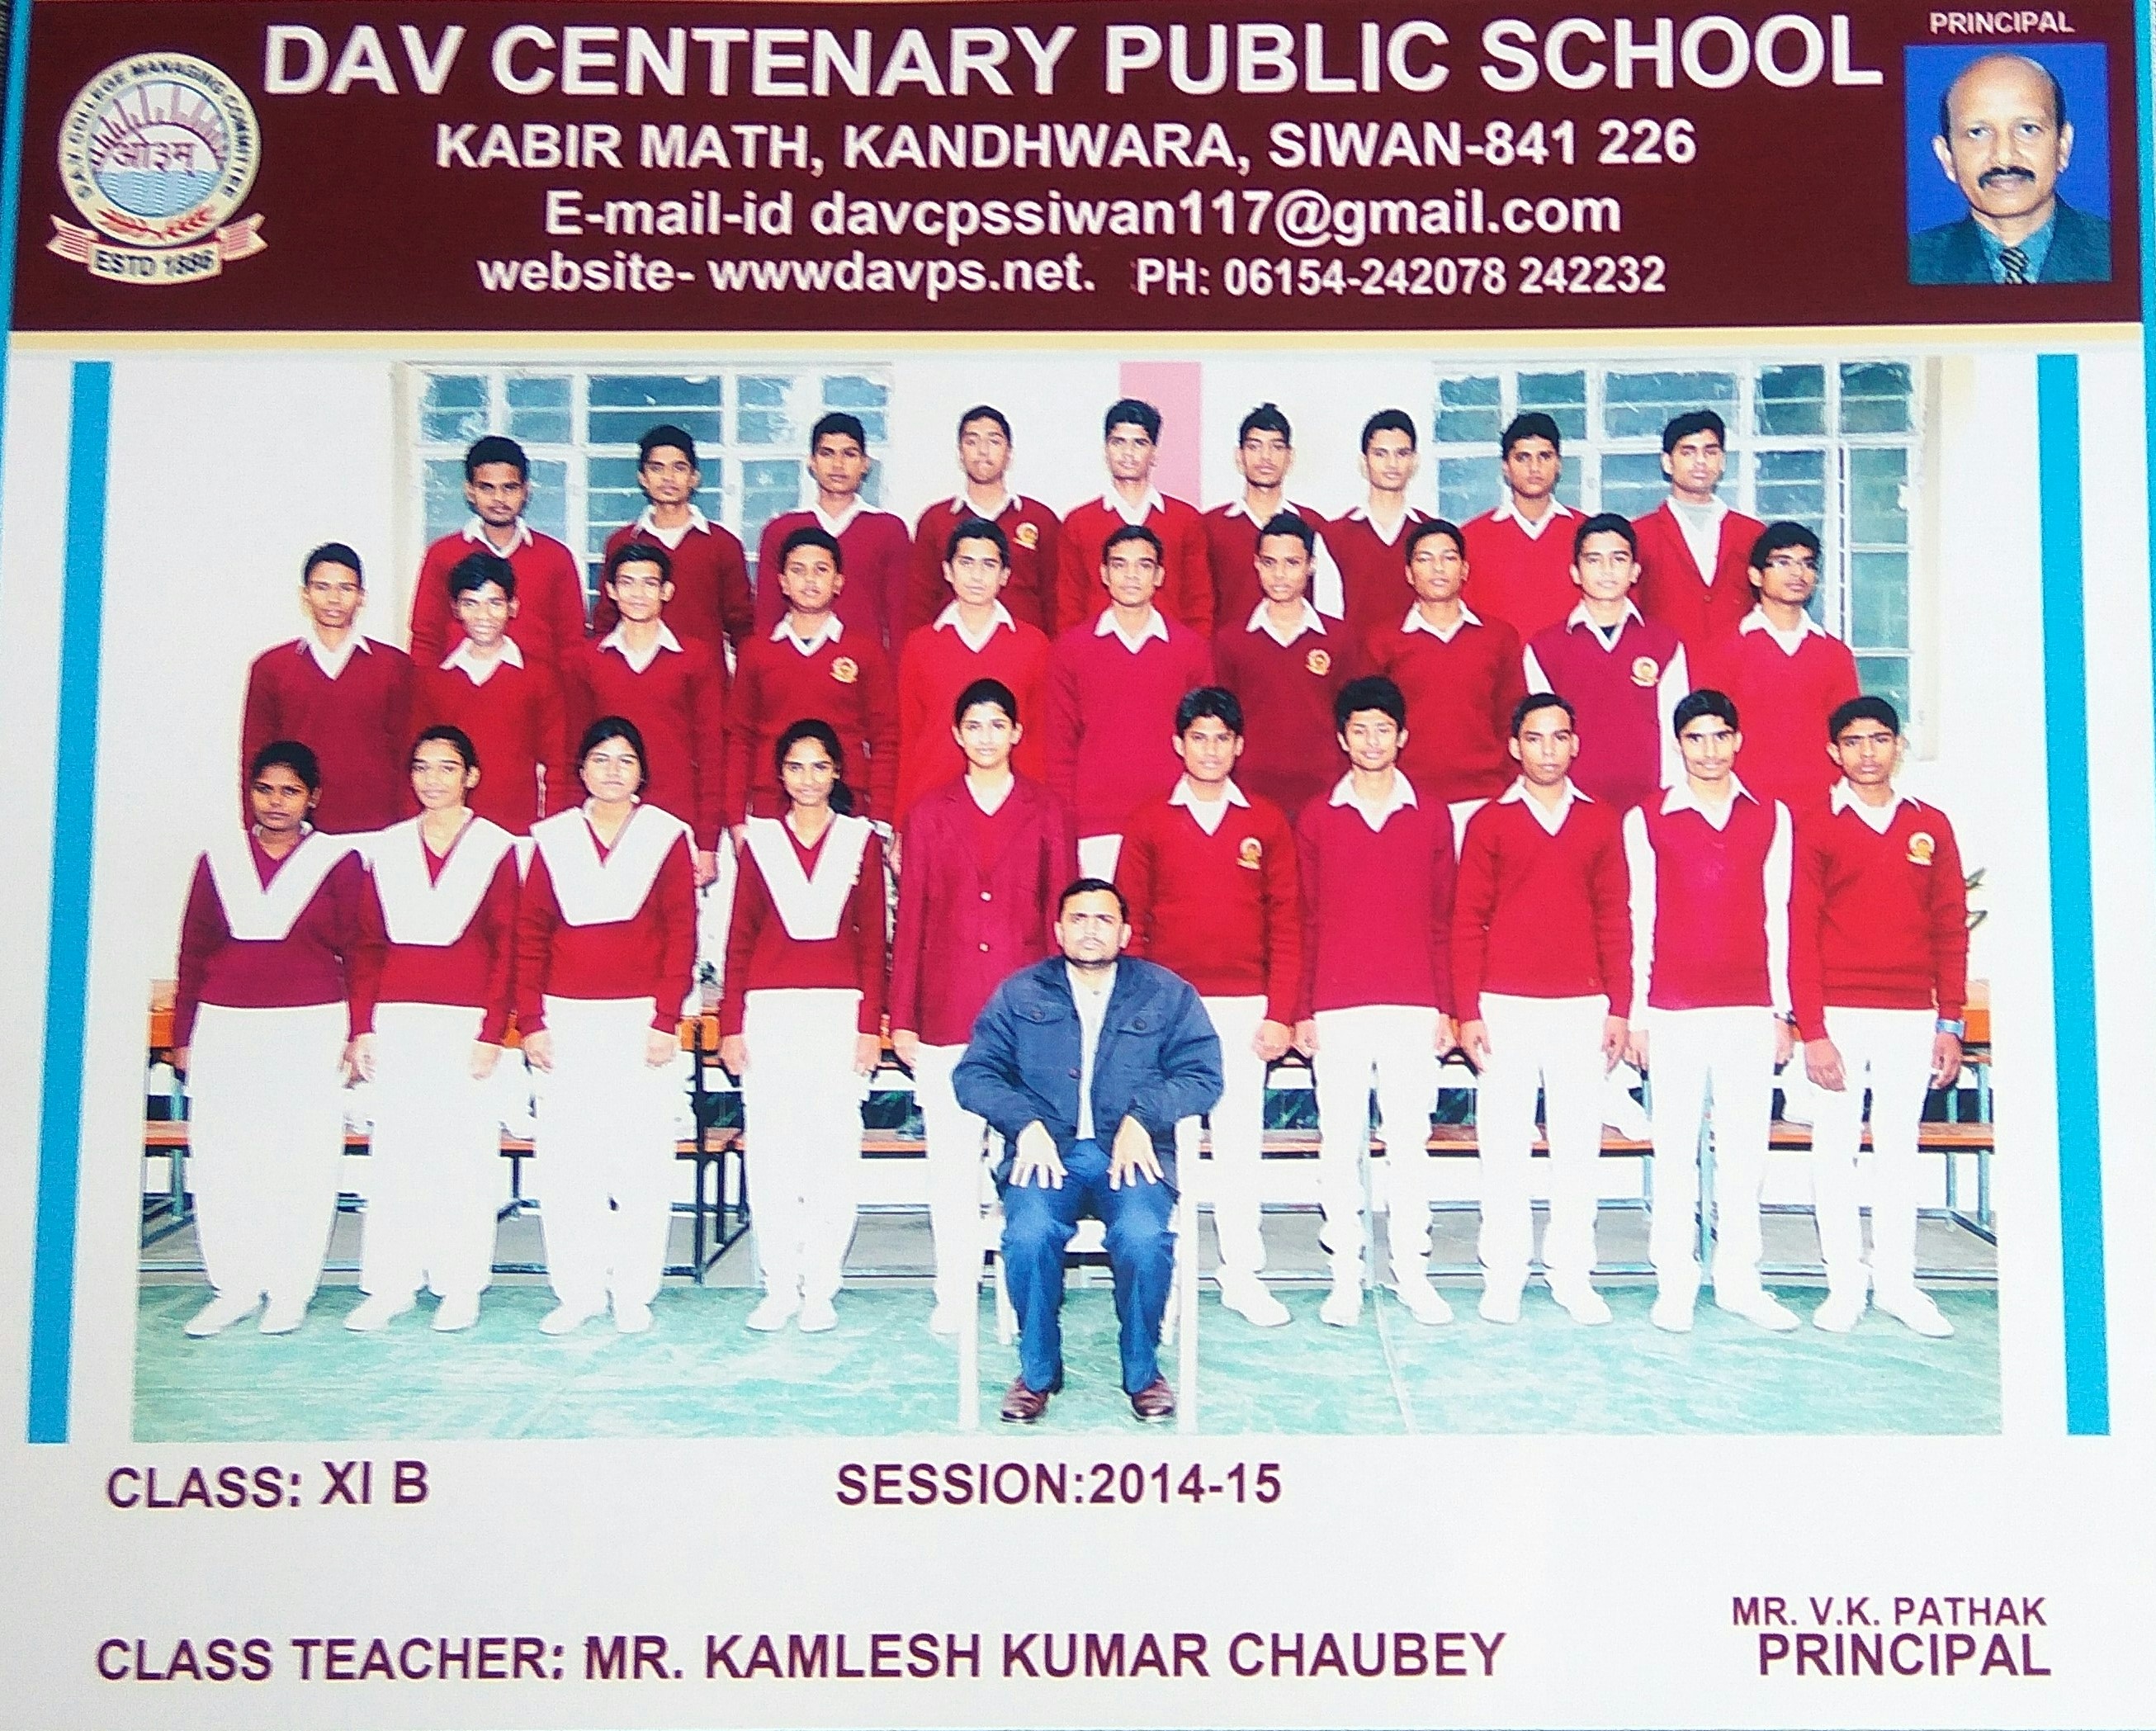 PRINCIPAL
DAV CENTENARY PUBLIC SCHOOL
KABIR MATH, KANDHWARA, SIWAN-841 226
E-mail-id davcpssiwan117@gmail.com
website- wwwdavps.net. PH: 06154-242078 242232
D.A.V. COLLEGE MANAGING COMMITTEE
ओ३म्
ESTD 1886
CLASS: XI B
SESSION:2014-15
MR. V.K. PATHAK
PRINCIPAL
CLASS TEACHER: MR. KAMLESH KUMAR CHAUBEY